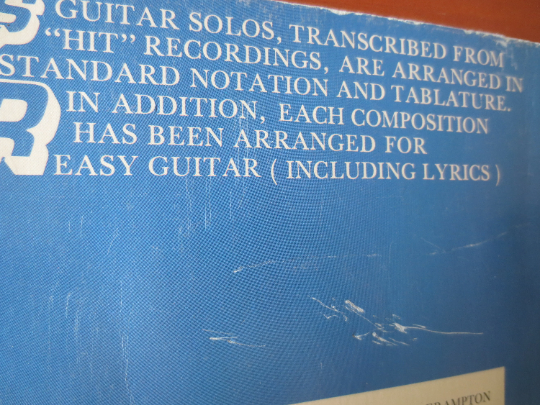 S GUITAR SOLOS, TRANSCRIBED FROM
“HIT” RECORDINGS, ARE ARRANGED IN
STANDARD NOTATION AND TABLATURE.
R IN ADDITION, EACH COMPOSITION
HAS BEEN ARRANGED FOR
EASY GUITAR ( INCLUDING LYRICS )